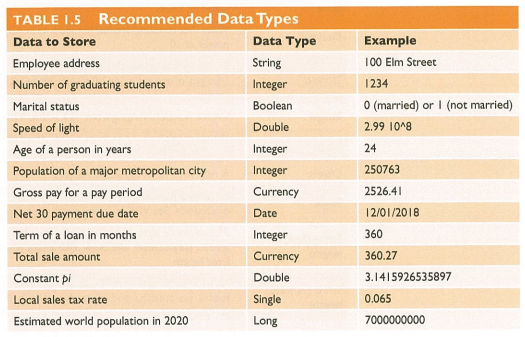 TABLE 1.5 Recommended Data Types
Data to Store Data Type Example
Employee address String 100 Elm Street
Number of graduating students Integer 1234
Marital status Boolean 0 (married) or 1 (not married)
Speed of light Double 2.99 10^8
Age of a person in years Integer 24
Population of a major metropolitan city Integer 250763
Gross pay for a pay period Currency 2526.41
Net 30 payment due date Date 12/01/2018
Term of a loan in months Integer 360
Total sale amount Currency 360.27
Constant pi Double 3.1415926535897
Local sales tax rate Single 0.065
Estimated world population in 2020 Long 7000000000